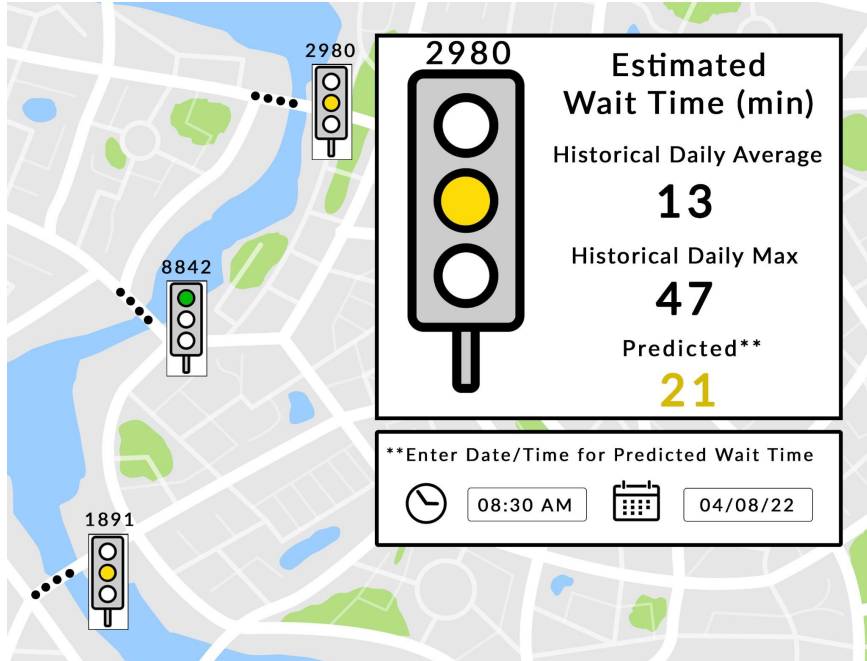 2980
8842
1891
2980
Estimated
Wait Time (min)
Historical Daily Average
13
Historical Daily Max
47
Predicted**
21
**Enter Date/Time for Predicted Wait Time
08:30 AM
04/08/22